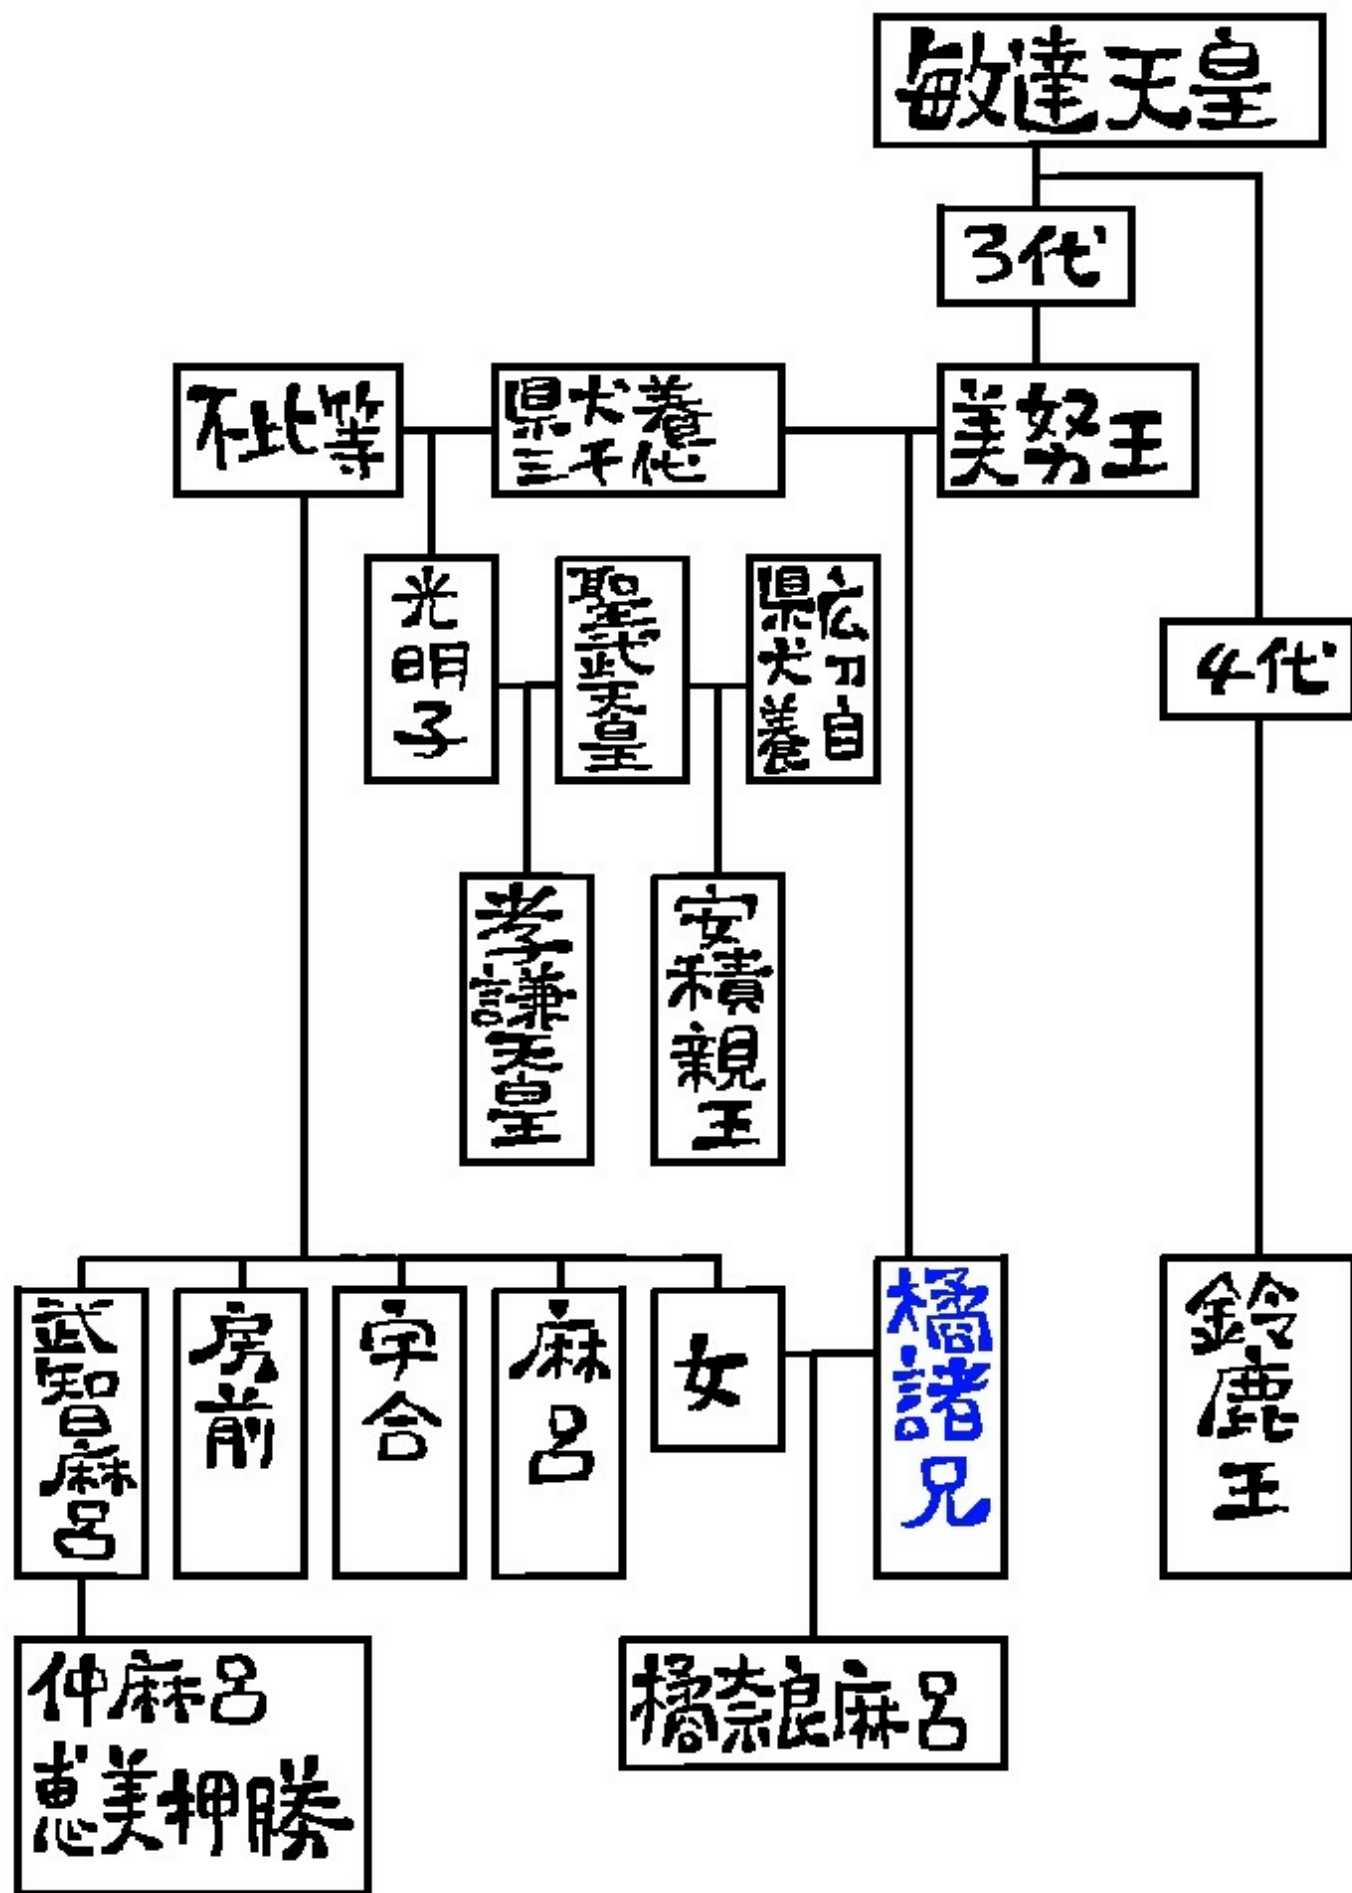 敏達天皇
3代
不比等
県犬養
三千代
美努王
光明子
聖武天皇
県犬養
広刀自
4代
孝謙天皇
安積親王
武智麻呂
房前
宇合
麻呂
女
橘諸兄
鈴鹿王
仲麻呂
恵美押勝
橘奈良麻呂